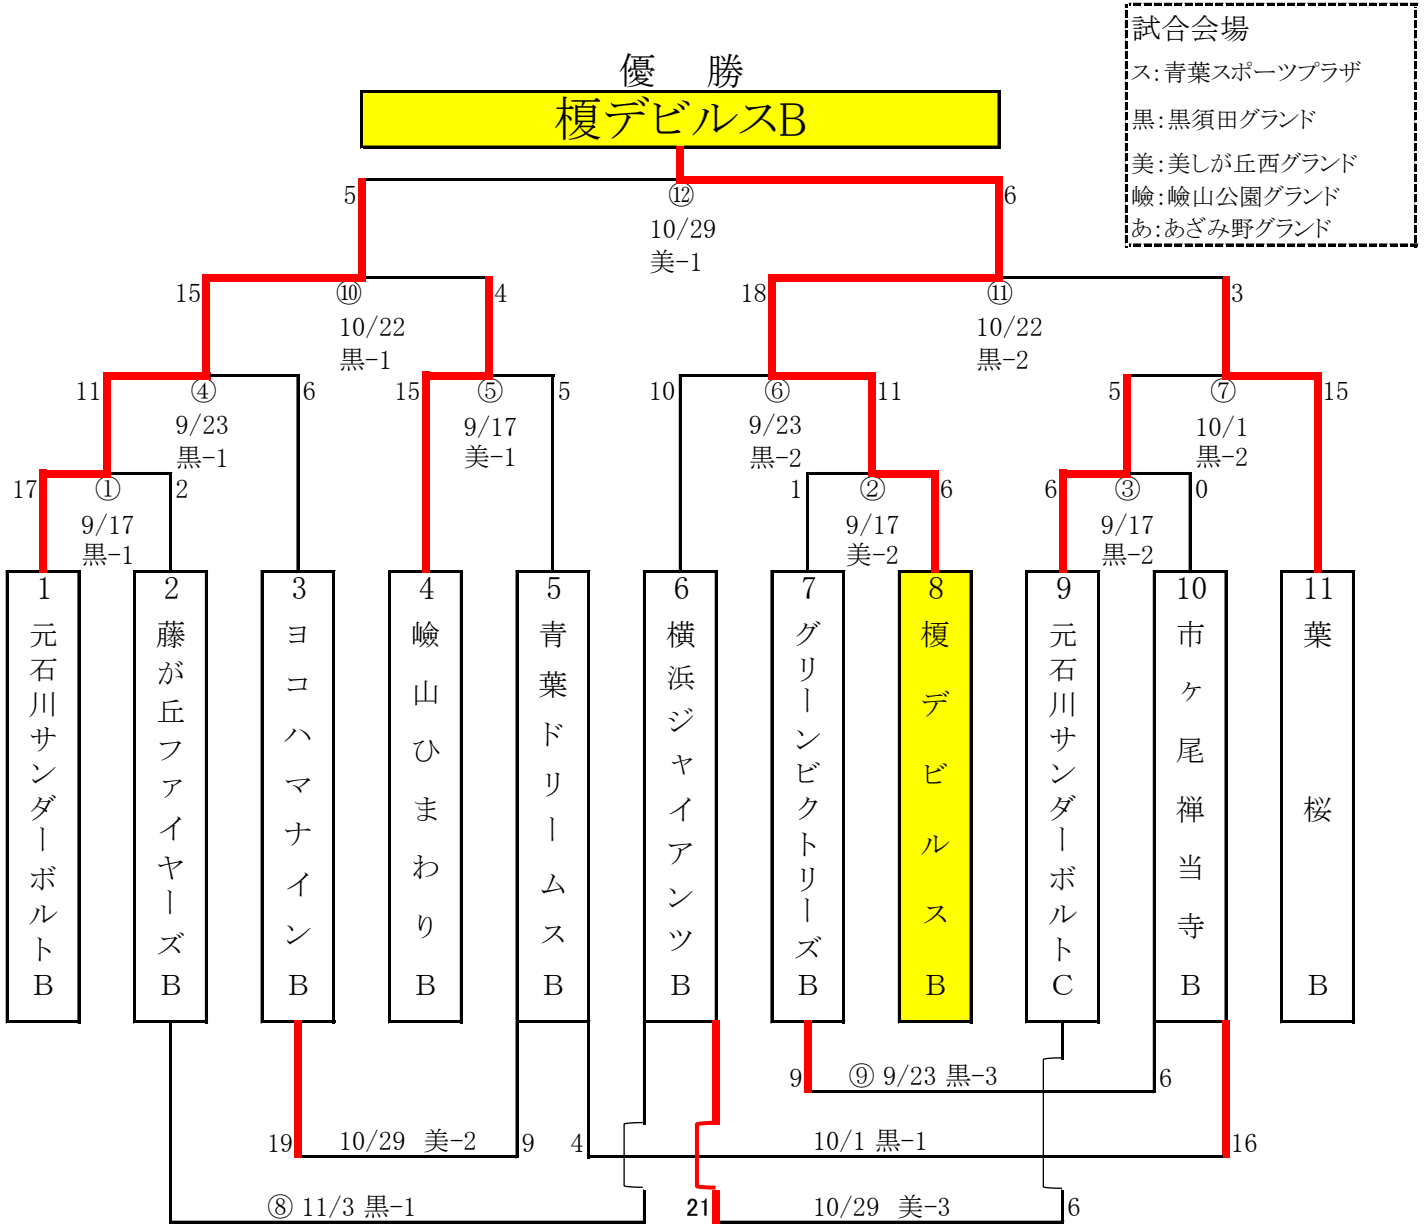 試合会場
ス:青葉スポーツプラザ
黒:黒須田グランド
美:美しが丘西グランド
嶮:嶮山公園グランド
あ:あざみ野グランド
優 勝
榎デビルスB
5 ⑫ 6
10/29
美-1
15 ⑩ 4
10/22
黒-1
18 ⑪ 3
10/22
黒-2
11 ④ 6
9/23
黒-1
15 ⑤ 5
9/17
美-1
10 ⑥ 11
9/23
黒-2
5 ⑦ 15
10/1
黒-2
17 ① 2
9/17
黒-1
1 ② 6
9/17
美-2
6 ③ 0
9/17
黒-2
1
元石川サンダーボルトB
2
藤が丘ファイヤーズB
3
ヨコハマナインB
4
嶮山ひまわりB
5
青葉ドリームスB
6
横浜ジャイアンツB
7
グリーンビクトリーズB
8
榎デビルスB
9
元石川サンダーボルトC
10
市ヶ尾禅当寺B
11
葉桜B
9 ⑨ 9/23 黒-3 6
19 10/29 美-2 9
4 10/1 黒-1 16
⑧ 11/3 黒-1
21 10/29 美-3 6